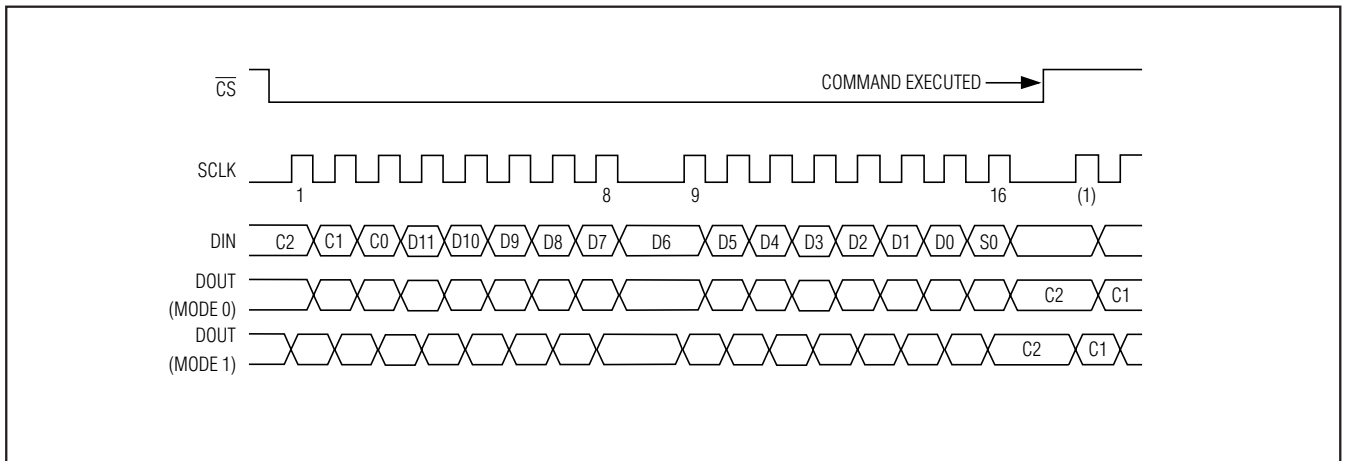 CS COMMAND EXECUTED
SCLK
1 8 9 16 (1)
DIN C2 C1 C0 D11 D10 D9 D8 D7 D6 D5 D4 D3 D2 D1 D0 S0
DOUT
(MODE 0) C2 C1
DOUT
(MODE 1) C2 C1